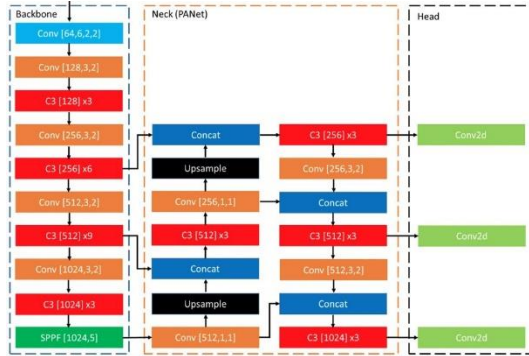 Backbone
Conv [64,6,2,2]
Conv [128,3,2]
C3 [128] x3
Conv [256,3,2]
C3 [256] x6
Conv [512,3,2]
C3 [512] x9
Conv [1024,3,2]
C3 [1024] x3
SPPF [1024,5]
Neck (PANet)
Concat
Upsample
Conv [256,1,1]
C3 [512] x3
Concat
Upsample
Conv [512,1,1]
C3 [256] x3
Conv [256,3,2]
Concat
C3 [512] x3
Conv [512,3,2]
Concat
C3 [1024] x3
Head
Conv2d
Conv2d
Conv2d